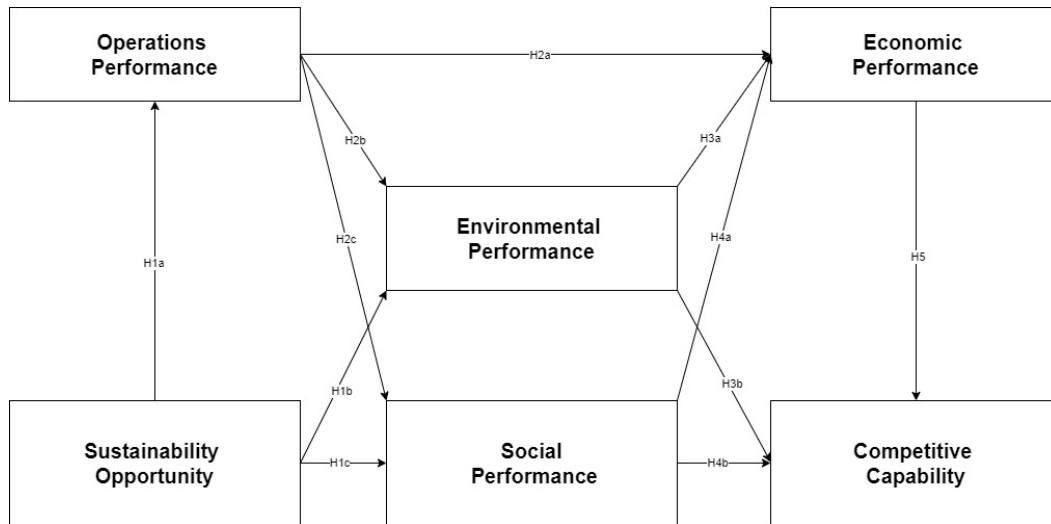 Operations
Performance
H2a
Economic
Performance
H2b
H3a
Environmental
Performance
H2c
H4a
H1a
H5
H1b
H3b
Sustainability
Opportunity
H1c
Social
Performance
H4b
Competitive
Capability